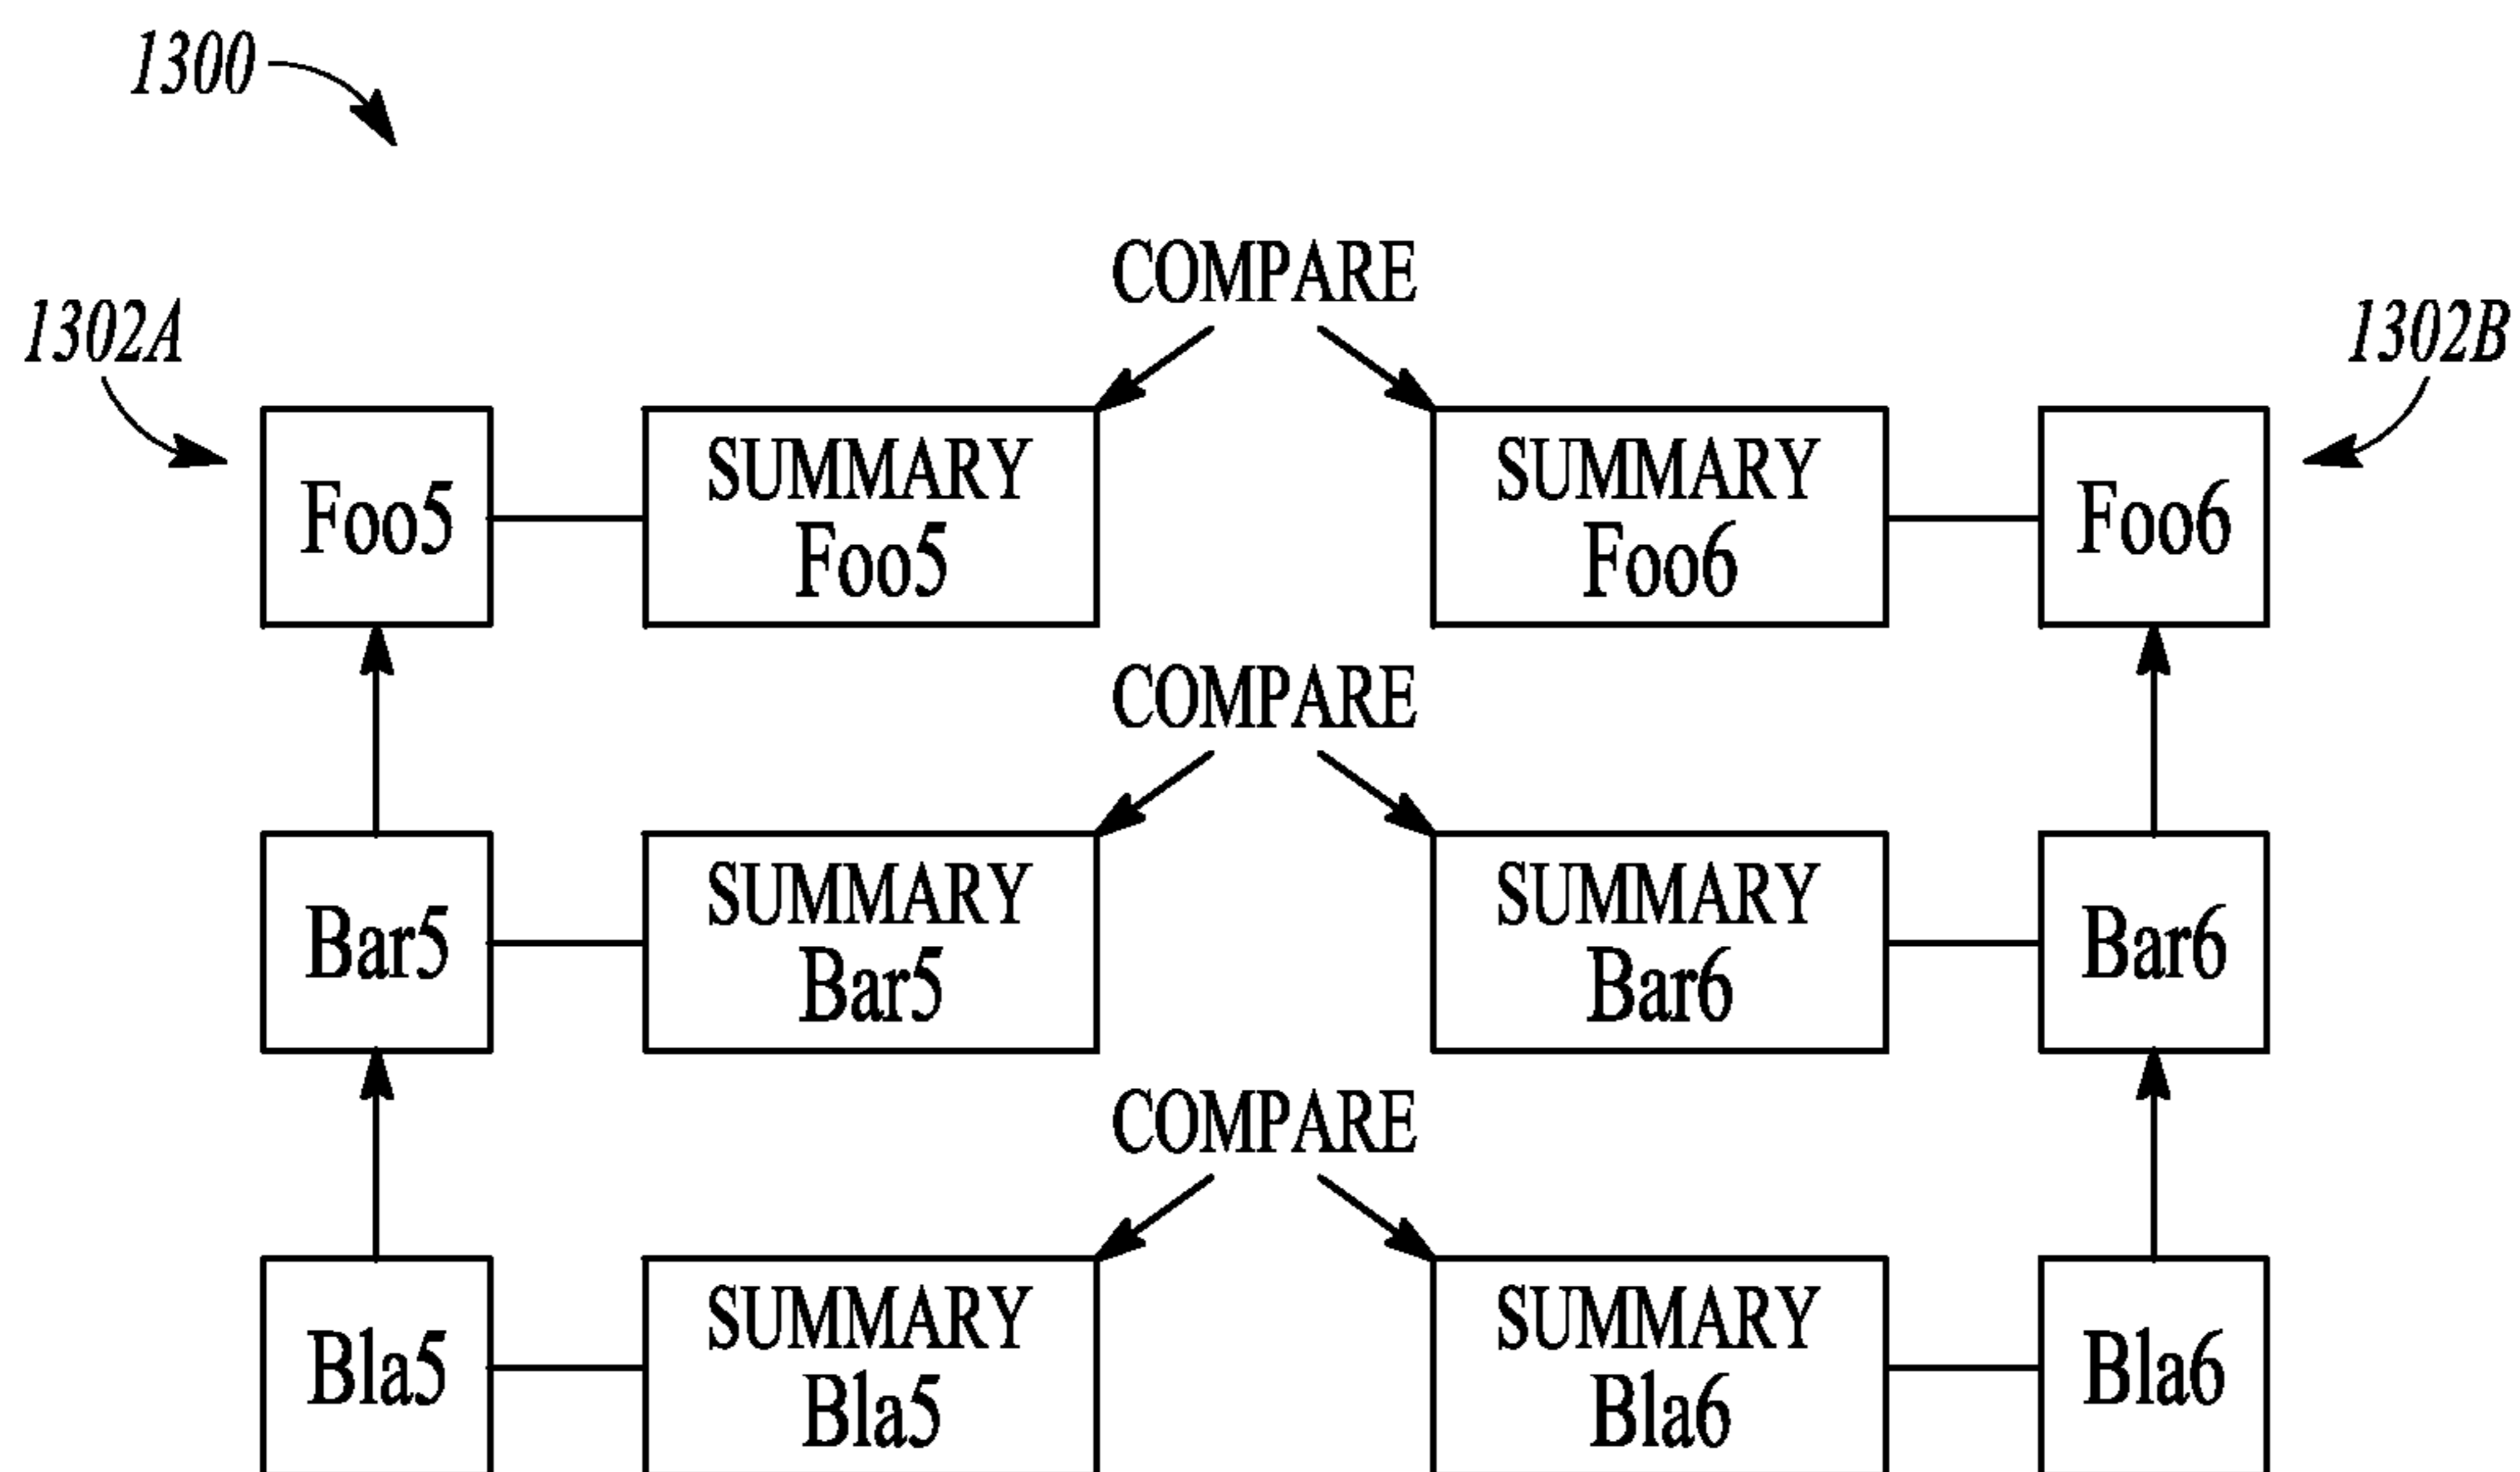 1300
COMPARE
1302A
1302B
Foo5
SUMMARY
Foo5
SUMMARY
Foo6
Foo6
COMPARE
Bar5
SUMMARY
Bar5
SUMMARY
Bar6
Bar6
COMPARE
Bla5
SUMMARY
Bla5
SUMMARY
Bla6
Bla6